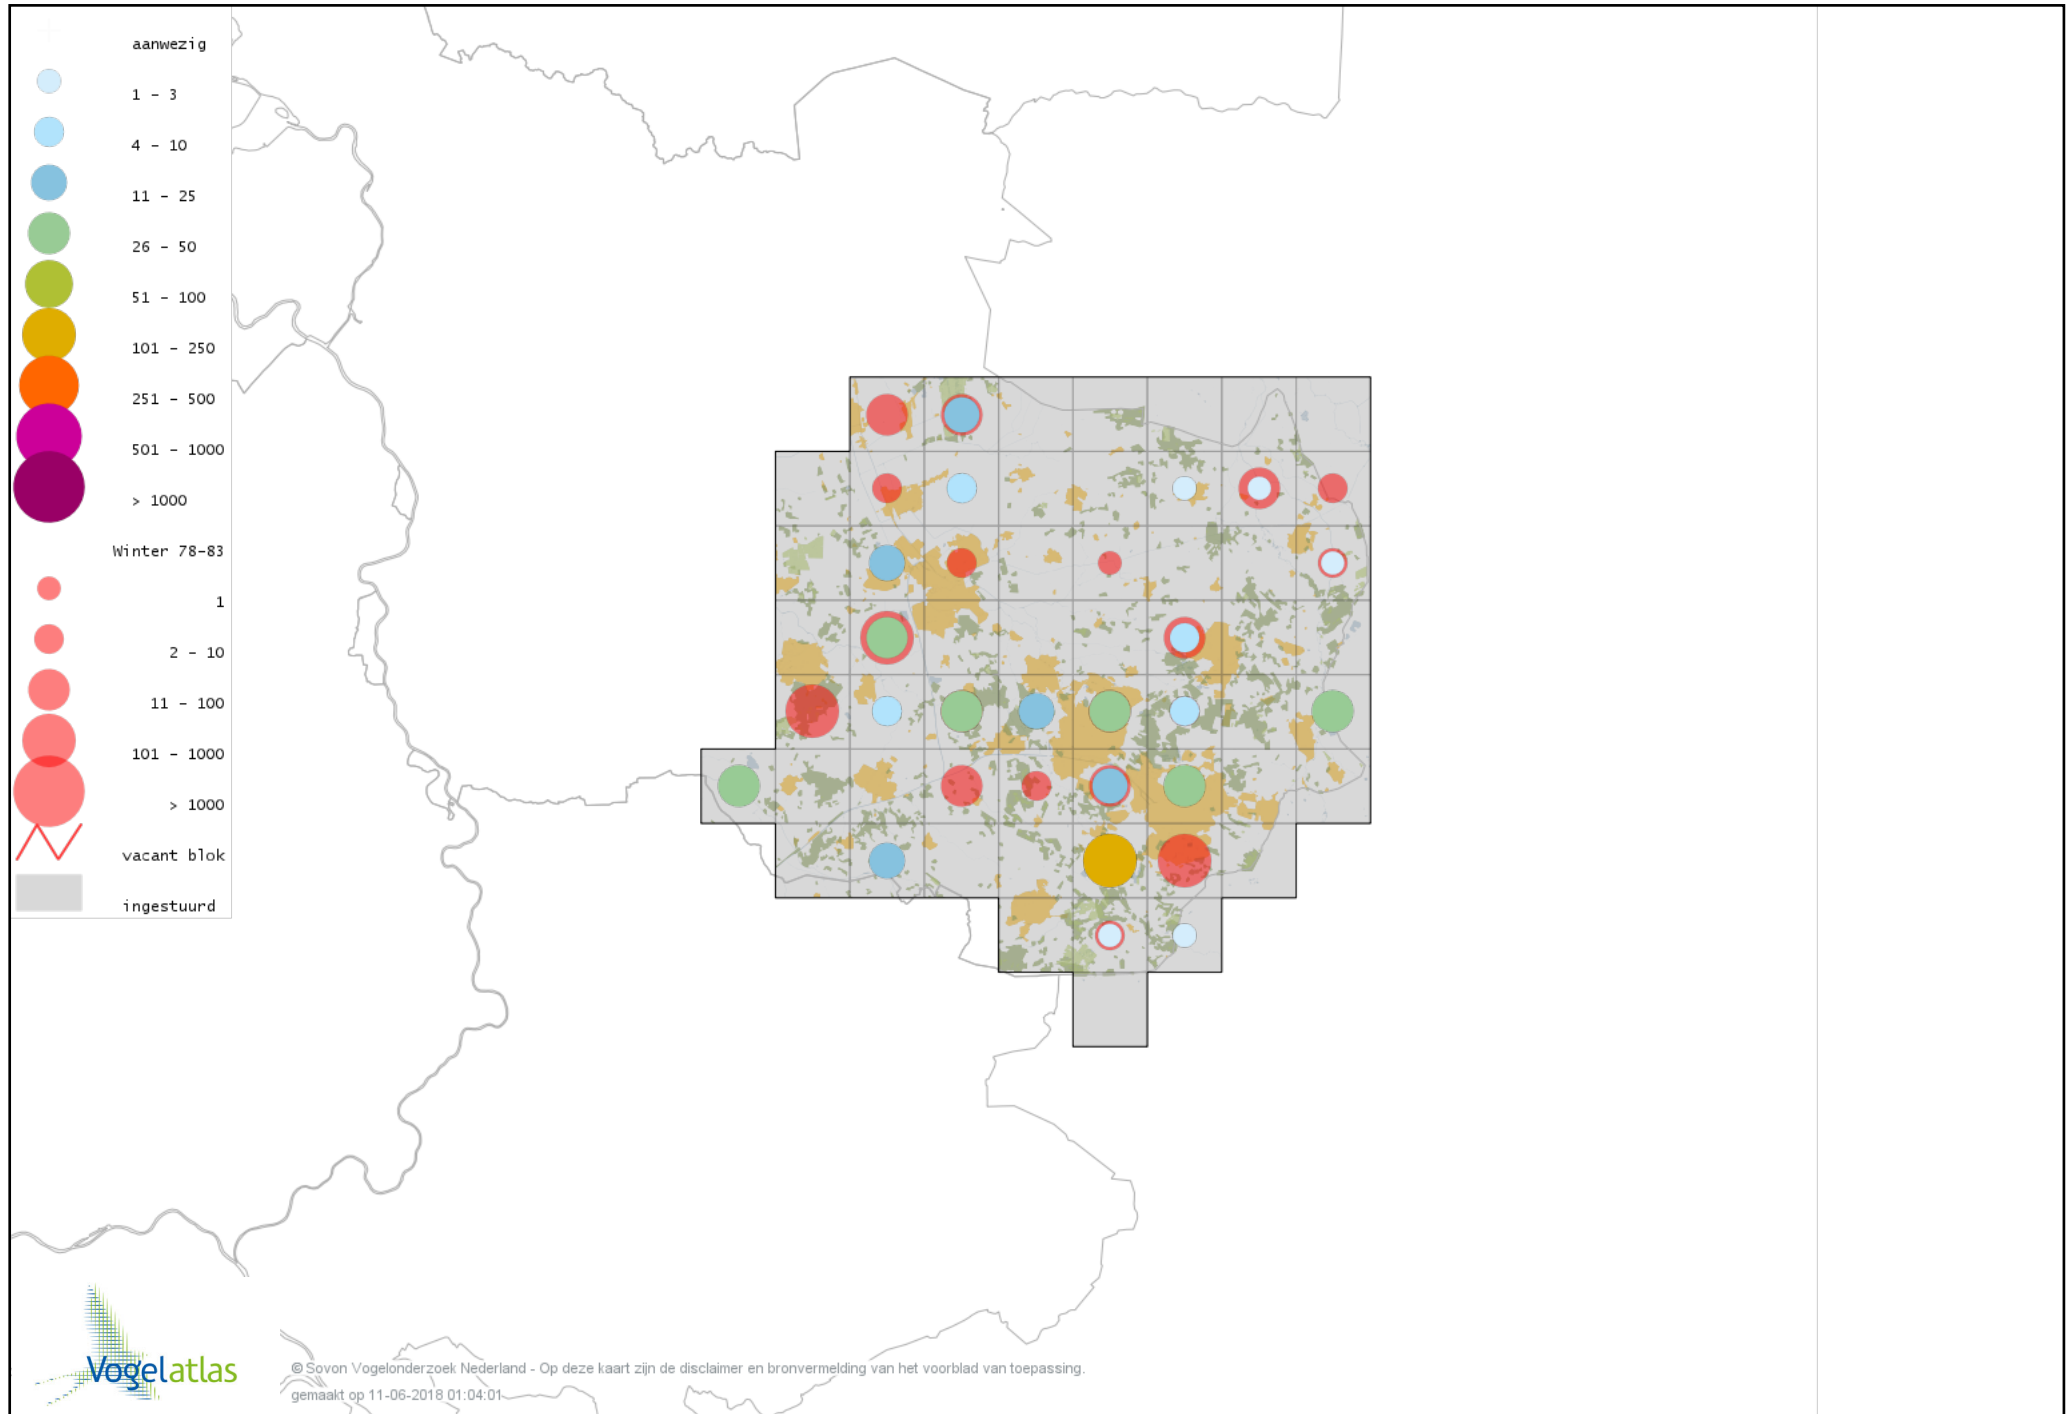 aanwezig
1 - 3
4 - 10
11 - 25
26 - 50
51 - 100
101 - 250
251 - 500
501 - 1000
> 1000
Winter 78-83
1
2 - 10
11 - 100
101 - 1000
> 1000
vacant blok
ingestuurd
Vogelatlas
© Sovon Vogelonderzoek Nederland - Op deze kaart zijn de disclaimer en bronvermelding van het voorblad van toepassing.
gemaakt op 11-06-2018 01:04:01